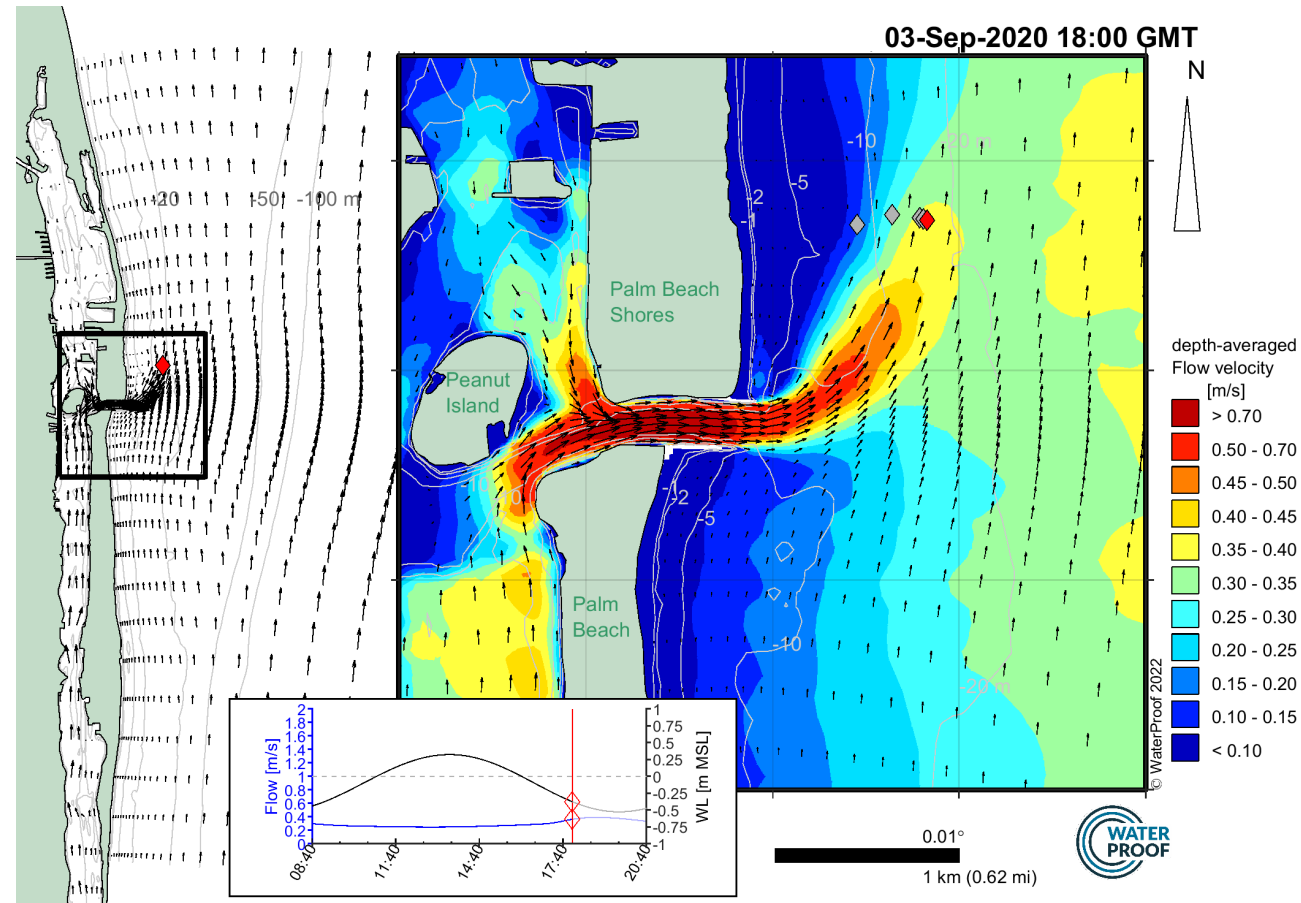 03-Sep-2020 18:00 GMT
N
-20
-50
-100 m
-10
-20 m
-5
-2
-1
Palm Beach
Shores
Peanut
Island
-10
-1
-2
-5
Palm
Beach
-10
-20 m
depth-averaged
Flow velocity
[m/s]
> 0.70
0.50 - 0.70
0.45 - 0.50
0.40 - 0.45
0.35 - 0.40
0.30 - 0.35
0.25 - 0.30
0.20 - 0.25
0.15 - 0.20
0.10 - 0.15
< 0.10
© WaterProof 2022
Flow [m/s]
2
1.8
1.6
1.4
1.2
1
0.8
0.6
0.4
0.2
0
WL [m MSL]
1
0.75
0.5
0.25
0
-0.25
-0.5
-0.75
-1
08:40
11:40
14:40
17:40
20:40
0.01°
1 km (0.62 mi)
WATER
PROOF